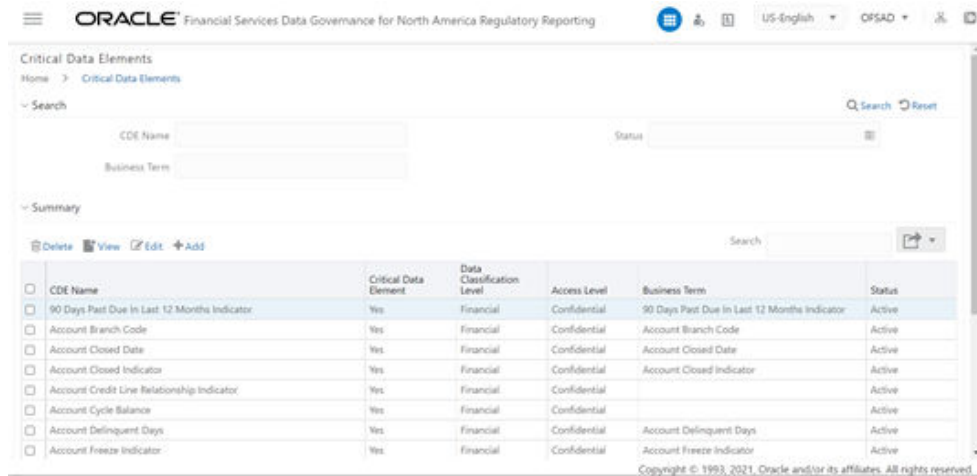 ORACLE® Financial Services Data Governance for North America Regulatory Reporting US-English OFSAD
Critical Data Elements
Home > Critical Data Elements
Search Search Reset
CDE Name Status
Business Term
Summary
Delete View Edit Add Search
CDE Name Critical Data Element Data Classification Level Access Level Business Term Status
90 Days Past Due In Last 12 Months Indicator Yes Financial Confidential 90 Days Past Due In Last 12 Months Indicator Active
Account Branch Code Yes Financial Confidential Account Branch Code Active
Account Closed Date Yes Financial Confidential Account Closed Date Active
Account Closed Indicator Yes Financial Confidential Account Closed Indicator Active
Account Credit Line Relationship Indicator Yes Financial Confidential Active
Account Cycle Balance Yes Financial Confidential Active
Account Delinquent Days Yes Financial Confidential Account Delinquent Days Active
Account Freeze Indicator Yes Financial Confidential Account Freeze Indicator Active
Copyright © 1993, 2021, Oracle and/or its affiliates. All rights reserved.